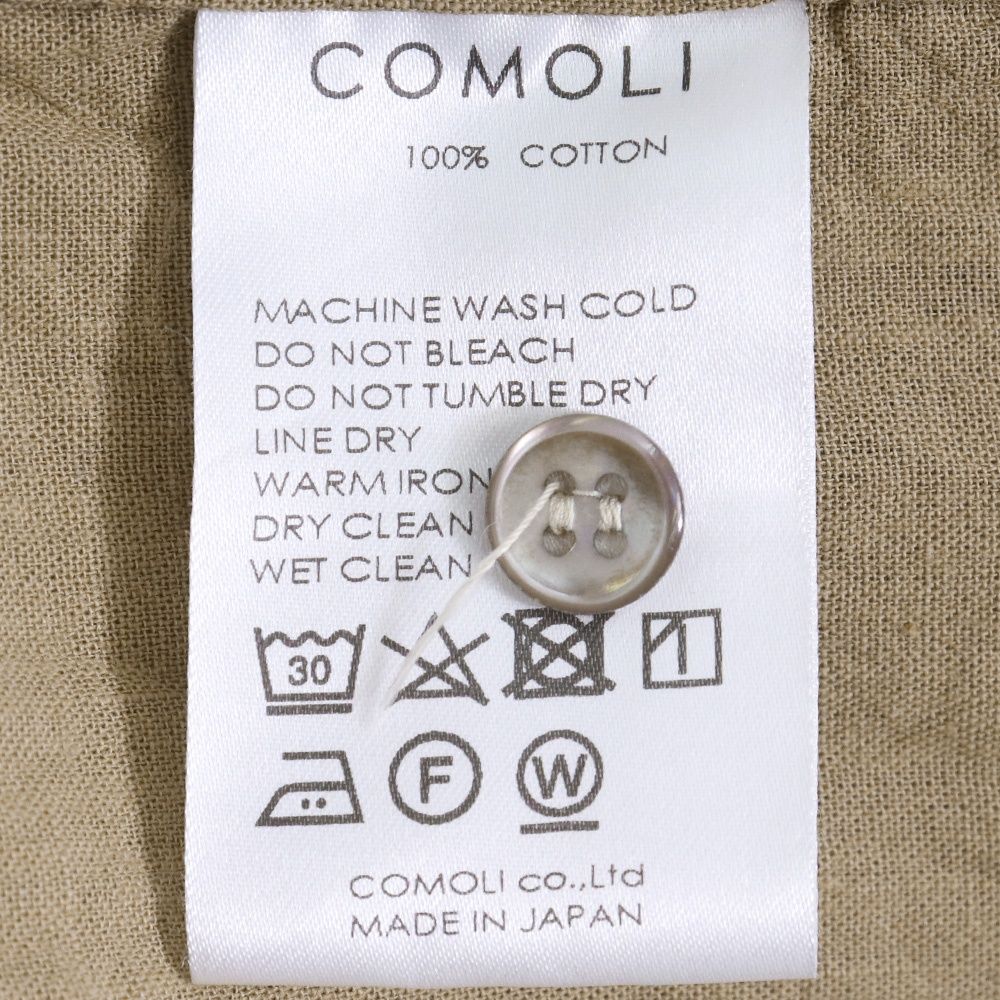 COMOLI
100% COTTON
MACHINE WASH COLD
DO NOT BLEACH
DO NOT TUMBLE DRY
LINE DRY
WARM IRON
DRY CLEAN
WET CLEAN
30
F W
COMOLI co.,Ltd
MADE IN JAPAN